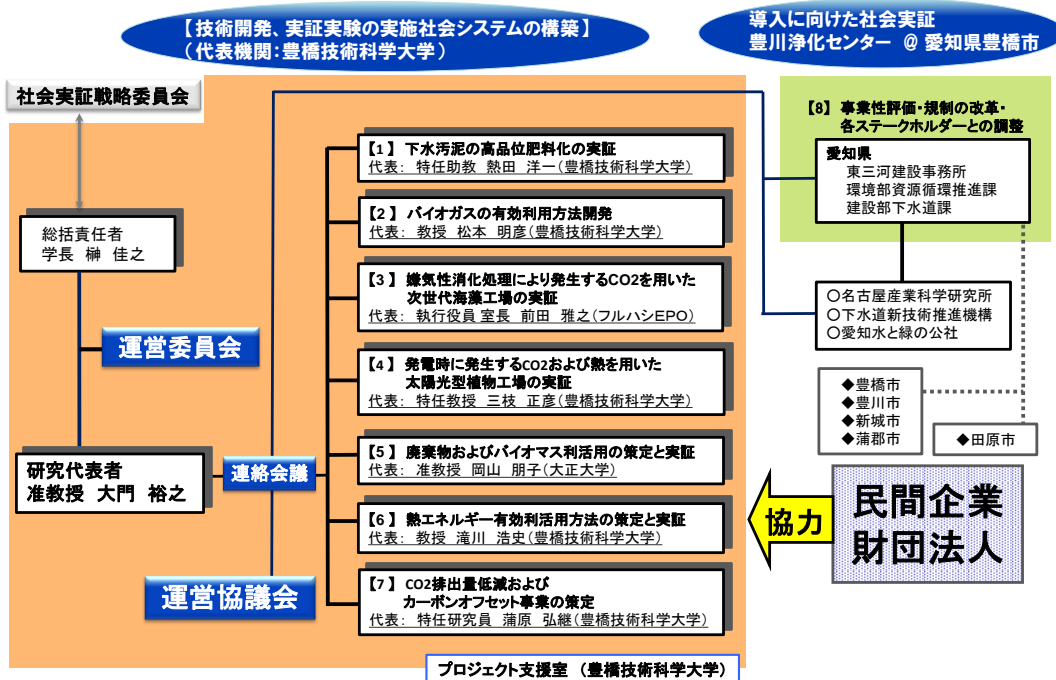 【技術開発、実証実験の実施社会システムの構築】
（代表機関：豊橋技術科学大学）
導入に向けた社会実証
豊川浄化センター @ 愛知県豊橋市
社会実証戦略委員会
総括責任者
学長 榊 佳之
運営委員会
研究代表者
准教授 大門 裕之
連絡会議
運営協議会
【1】 下水汚泥の高品位肥料化の実証
代表： 特任助教 熱田 洋一（豊橋技術科学大学）
【2】 バイオガスの有効利用方法開発
代表： 教授 松本 明彦（豊橋技術科学大学）
【3】 嫌気性消化処理により発生するCO2を用いた
次世代海藻工場の実証
代表： 執行役員 室長 前田 雅之（フルハシEPO）
【4】 発電時に発生するCO2および熱を用いた
太陽光型植物工場の実証
代表： 特任教授 三枝 正彦（豊橋技術科学大学）
【5】 廃棄物およびバイオマス利活用の策定と実証
代表： 准教授 岡山 朋子（大正大学）
【6】 熱エネルギー有効利活用方法の策定と実証
代表： 教授 滝川 浩史（豊橋技術科学大学）
【7】 CO2排出量低減および
カーボンオフセット事業の策定
代表： 特任研究員 蒲原 弘継（豊橋技術科学大学）
プロジェクト支援室 （豊橋技術科学大学）
【8】 事業性評価・規制の改革・
各ステークホルダーとの調整
愛知県
東三河建設事務所
環境部資源循環推進課
建設部下水道課
○名古屋産業科学研究所
○下水道新技術推進機構
○愛知水と緑の公社
◆豊橋市
◆豊川市
◆新城市
◆蒲郡市
◆田原市
協力
民間企業
財団法人